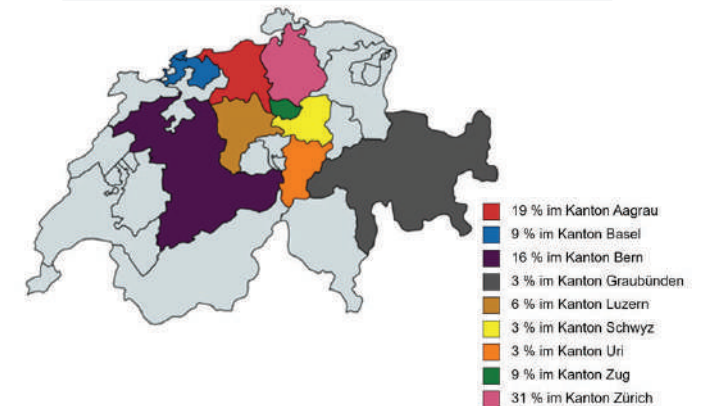 19 % im Kanton Aagrau
9 % im Kanton Basel
16 % im Kanton Bern
3 % im Kanton Graubünden
6 % im Kanton Luzern
3 % im Kanton Schwyz
3 % im Kanton Uri
9 % im Kanton Zug
31 % im Kanton Zürich